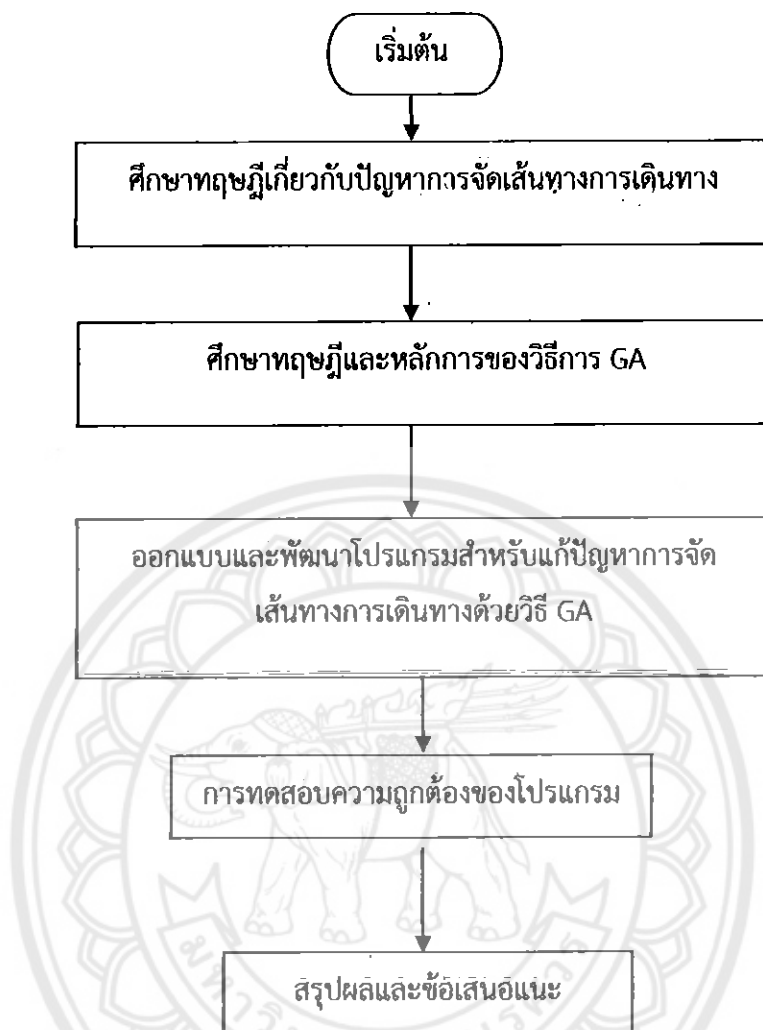 เริ่มต้น
ศึกษาทฤษฎีเกี่ยวกับปัญหาการจัดเส้นทางการเดินทาง
ศึกษาทฤษฎีและหลักการของวิธีการ GA
ออกแบบและพัฒนาโปรแกรมสำหรับแก้ปัญหาการจัด
เส้นทางการเดินทางด้วยวิธี GA
การทดสอบความถูกต้องของโปรแกรม
สรุปผลและข้อเสนอแนะ